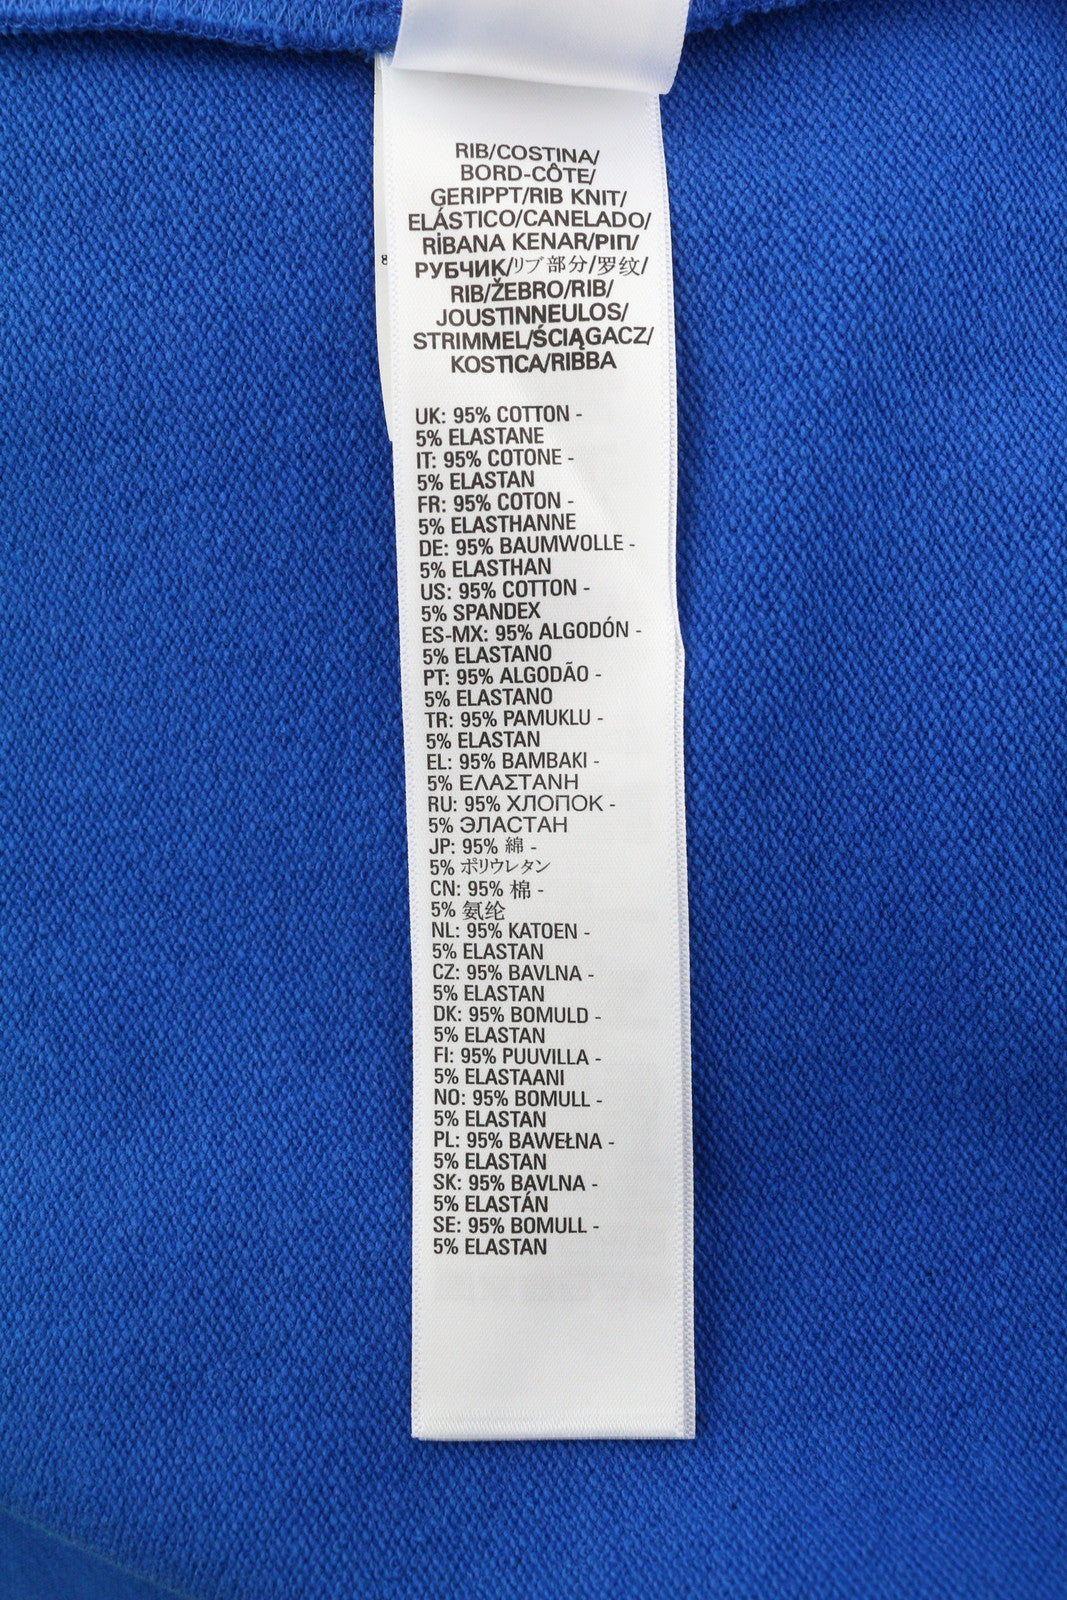 RIB/COSTINA/
BORD-CÔTE/
GERIPPT/RIB KNIT/
ELÁSTICO/CANELADO/
RİBANA KENAR/ΡΙΠ/
РУБЧИК/リブ部分/罗纹/
RIB/ŽEBRO/RIB/
JOUSTINNEULOS/
STRIMMEL/ŚCIĄGACZ/
KOSTICA/RIBBA
8
UK: 95% COTTON -
5% ELASTANE
IT: 95% COTONE -
5% ELASTAN
FR: 95% COTON -
5% ELASTHANNE
DE: 95% BAUMWOLLE -
5% ELASTHAN
US: 95% COTTON -
5% SPANDEX
ES-MX: 95% ALGODÓN -
5% ELASTANO
PT: 95% ALGODÃO -
5% ELASTANO
TR: 95% PAMUKLU -
5% ELASTAN
EL: 95% BAMBAKI -
5% ΕΛΑΣΤΑΝΗ
RU: 95% ХЛОПОК -
5% ЭЛАСТАН
JP: 95% 綿 -
5% ポリウレタン
CN: 95% 棉 -
5% 氨纶
NL: 95% KATOEN -
5% ELASTAN
CZ: 95% BAVLNA -
5% ELASTAN
DK: 95% BOMULD -
5% ELASTAN
FI: 95% PUUVILLA -
5% ELASTAANI
NO: 95% BOMULL -
5% ELASTAN
PL: 95% BAWEŁNA -
5% ELASTAN
SK: 95% BAVLNA -
5% ELASTÁN
SE: 95% BOMULL -
5% ELASTAN